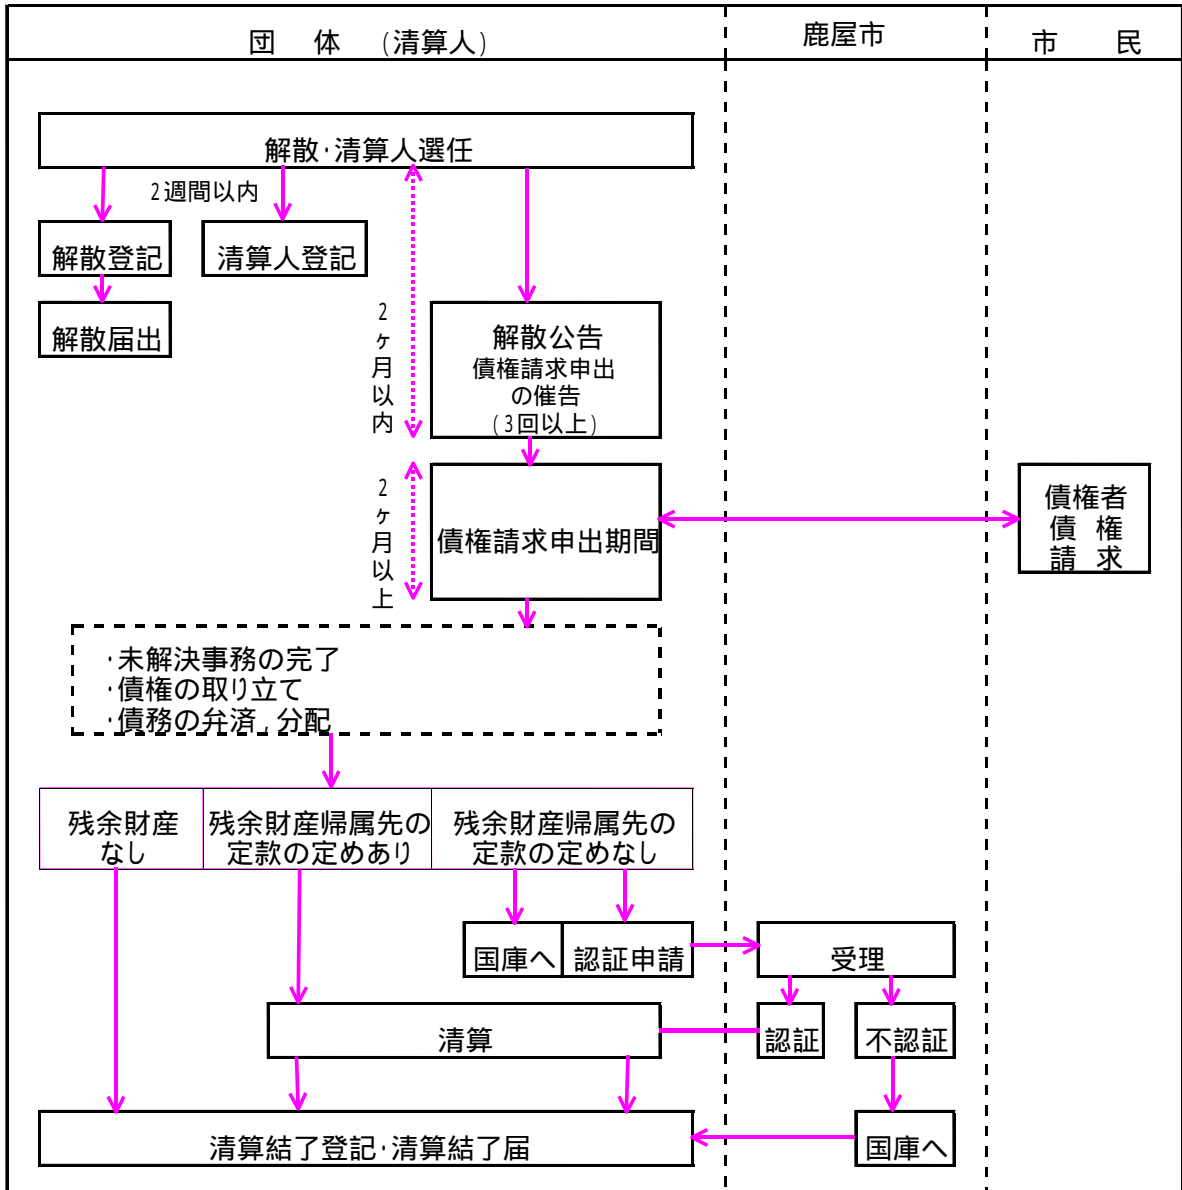 団 体 (清算人)
鹿屋市
市 民
解散・清算人選任
2週間以内
解散登記
清算人登記
解散届出
2ヶ月以内
解散公告
債権請求申出
の催告
(3回以上)
2ヶ月以上
債権請求申出期間
債権者
債 権
請 求
・未解決事務の完了
・債権の取り立て
・債務の弁済,分配
残余財産
なし
残余財産帰属先の
定款の定めあり
残余財産帰属先の
定款の定めなし
国庫へ
認証申請
受理
清算
認証
不認証
清算結了登記・清算結了届
国庫へ